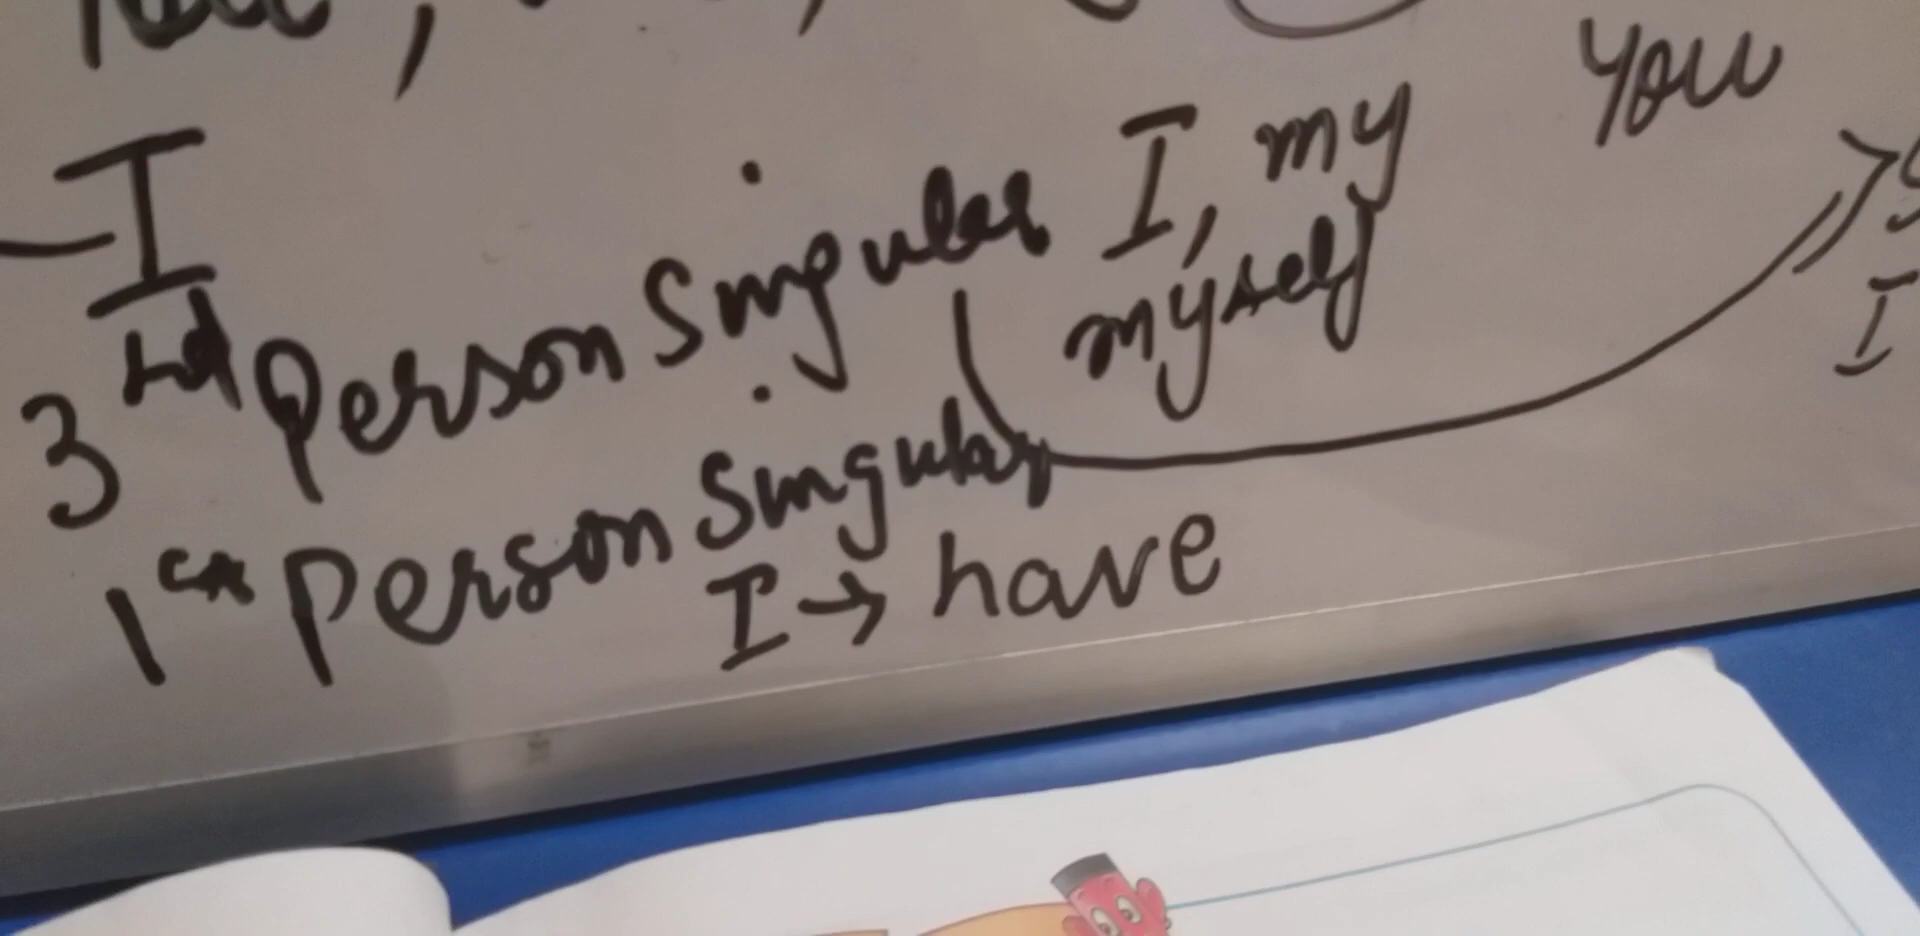 You
I
I, my
3rd Person Singular
myself
1st Person Singular
I → have
I